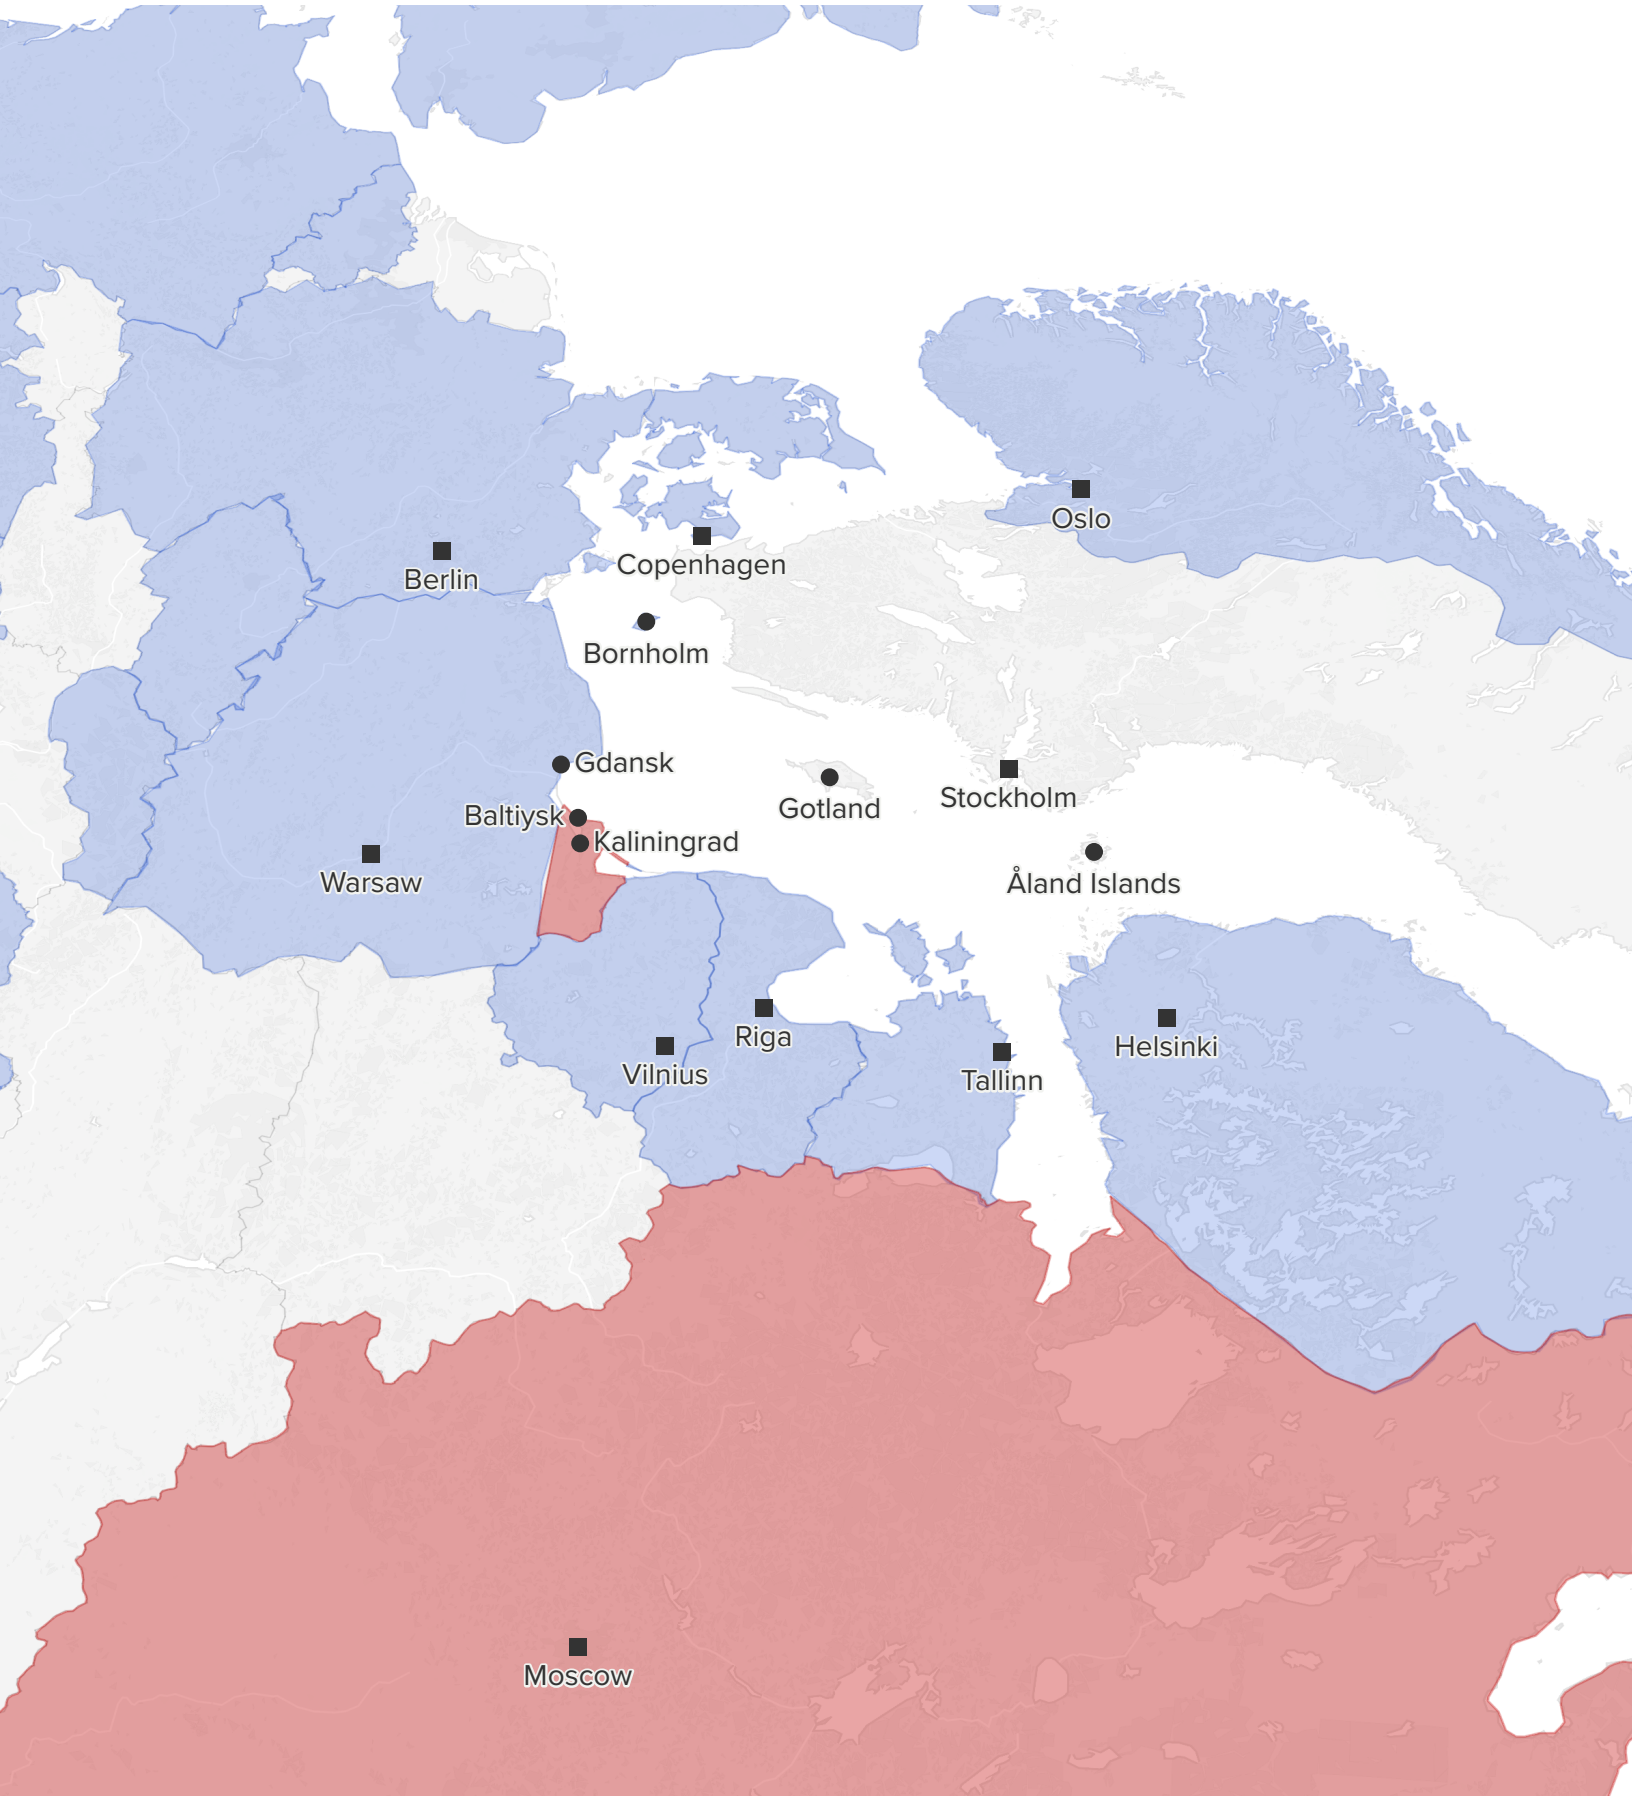 Oslo
Copenhagen
Berlin
Bornholm
Gdansk
Stockholm
Gotland
Baltiysk
Kaliningrad
Warsaw
Åland Islands
Riga
Helsinki
Vilnius
Tallinn
Moscow